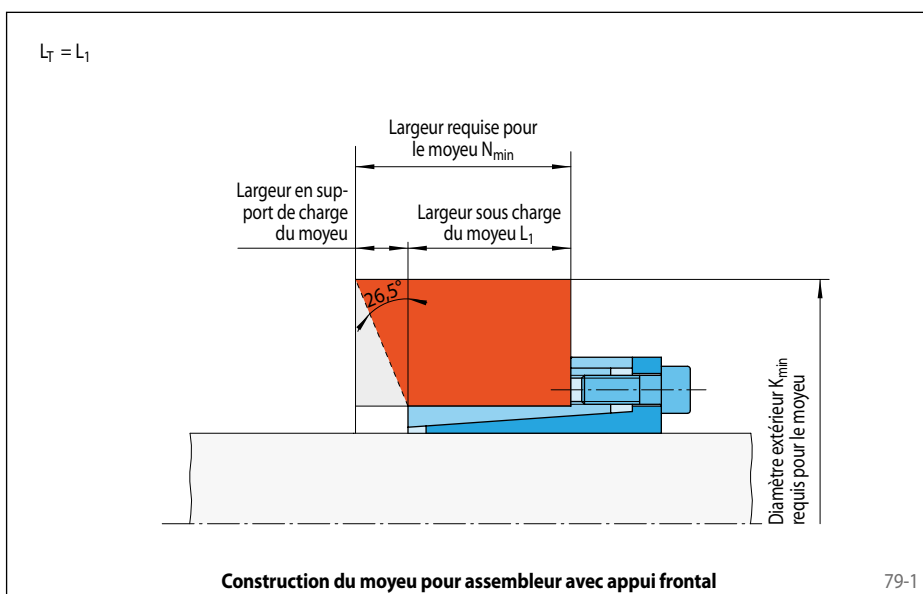 L_T = L_1
Largeur requise pour
le moyeu N_min
Largeur en sup-
port de charge
du moyeu
Largeur sous charge
du moyeu L_1
26,5°
Diamètre extérieur K_min
requis pour le moyeu
Construction du moyeu pour assembleur avec appui frontal
79-1